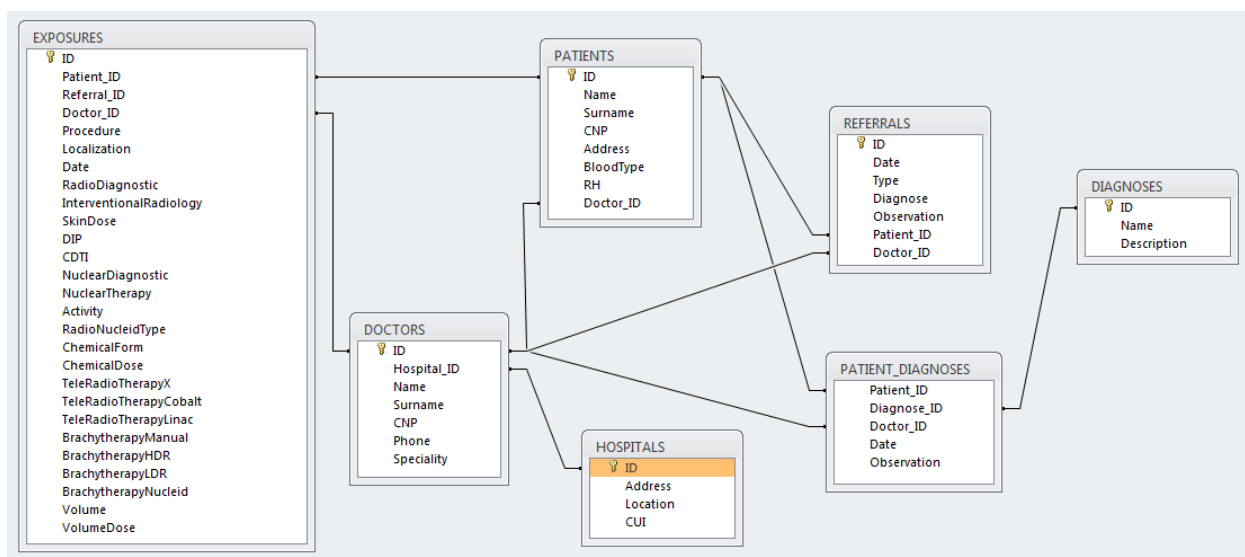 EXPOSURES
ID
Patient_ID
Referral_ID
Doctor_ID
Procedure
Localization
Date
RadioDiagnostic
InterventionalRadiology
SkinDose
DIP
CDTI
NuclearDiagnostic
NuclearTherapy
Activity
RadioNucleidType
ChemicalForm
ChemicalDose
TeleRadioTherapyX
TeleRadioTherapyCobalt
TeleRadioTherapyLinac
BrachytherapyManual
BrachytherapyHDR
BrachytherapyLDR
BrachytherapyNucleid
Volume
VolumeDose
PATIENTS
ID
Name
Surname
CNP
Address
BloodType
RH
Doctor_ID
DOCTORS
ID
Hospital_ID
Name
Surname
CNP
Phone
Speciality
HOSPITALS
ID
Address
Location
CUI
REFERRALS
ID
Date
Type
Diagnose
Observation
Patient_ID
Doctor_ID
PATIENT_DIAGNOSES
Patient_ID
Diagnose_ID
Doctor_ID
Date
Observation
DIAGNOSES
ID
Name
Description